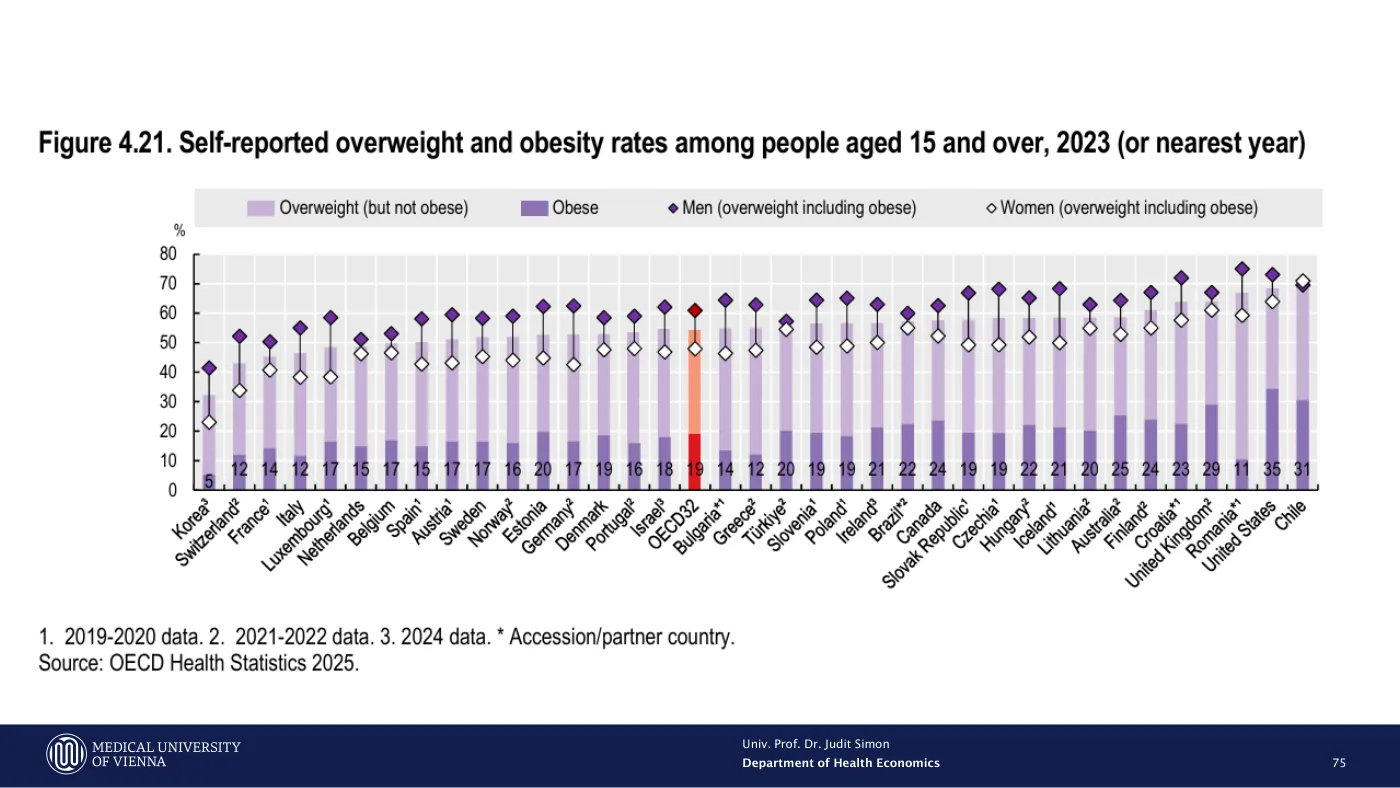 Figure 4.21. Self-reported overweight and obesity rates among people aged 15 and over, 2023 (or nearest year)
Overweight (but not obese) Obese Men (overweight including obese) Women (overweight including obese)
%
80
70
60
50
40
30
20
10
0
5 12 14 12 17 15 17 15 17 17 16 20 17 19 16 18 19 14 12 20 19 19 21 22 24 19 19 22 21 20 25 24 23 29 11 35 31
Korea³
Switzerland²
France¹
Italy
Luxembourg¹
Netherlands
Belgium
Spain¹
Austria¹
Sweden
Norway²
Estonia
Germany²
Denmark
Portugal²
Israel³
OECD32
Bulgaria*¹
Greece²
Türkiye²
Slovenia¹
Poland¹
Ireland³
Brazil*²
Canada
Slovak Republic¹
Czechia¹
Hungary²
Iceland¹
Lithuania²
Australia²
Finland²
Croatia*¹
United Kingdom²
Romania*¹
United States
Chile
1. 2019-2020 data. 2. 2021-2022 data. 3. 2024 data. * Accession/partner country.
Source: OECD Health Statistics 2025.
MEDICAL UNIVERSITY
OF VIENNA
Univ. Prof. Dr. Judit Simon
Department of Health Economics
75